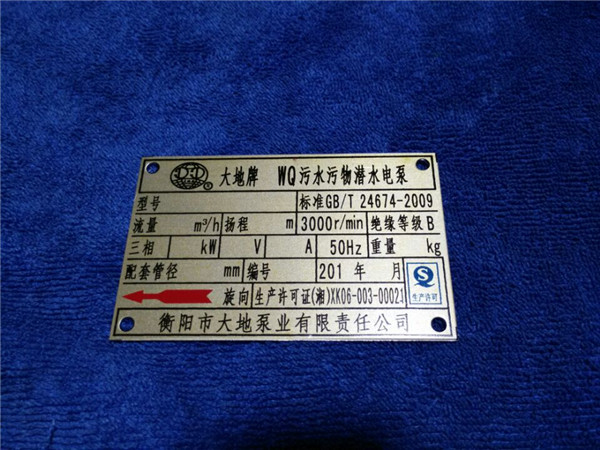 大地牌 WQ污水污物潜水电泵
型号 标准GB/T 24674-2009
流量 m³/h 扬程 m 3000r/min 绝缘等级 B
三相 kW V A 50Hz 重量 kg
配套管径 mm 编号 201 年 月
旋向 生产许可证(湘)XK06-003-00021
生产许可
衡阳市大地泵业有限责任公司